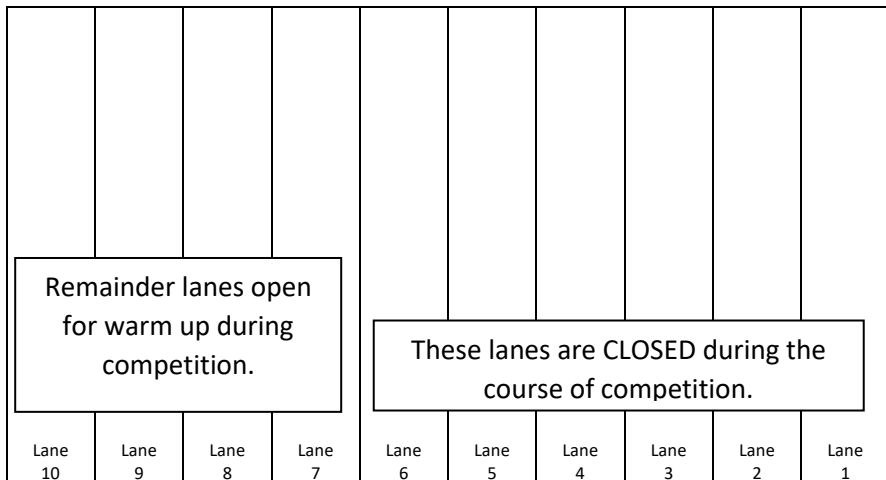 Remainder lanes open
for warm up during
competition.
These lanes are CLOSED during the
course of competition.
Lane
10
Lane
9
Lane
8
Lane
7
Lane
6
Lane
5
Lane
4
Lane
3
Lane
2
Lane
1